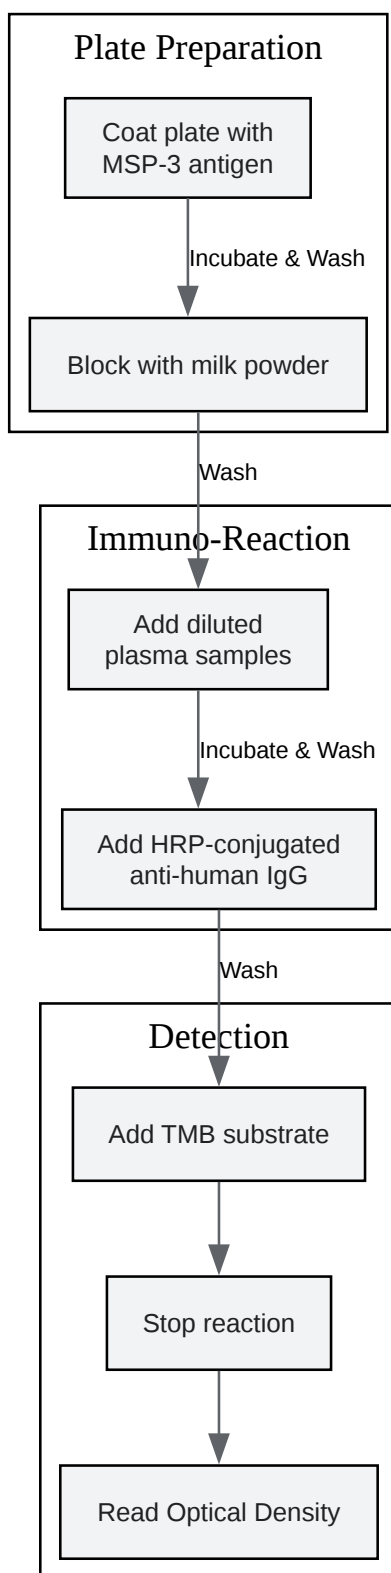 Plate Preparation
Coat plate with
MSP-3 antigen
Incubate & Wash
Block with milk powder
Wash
Immuno-Reaction
Add diluted
plasma samples
Incubate & Wash
Add HRP-conjugated
anti-human IgG
Wash
Detection
Add TMB substrate
Stop reaction
Read Optical Density